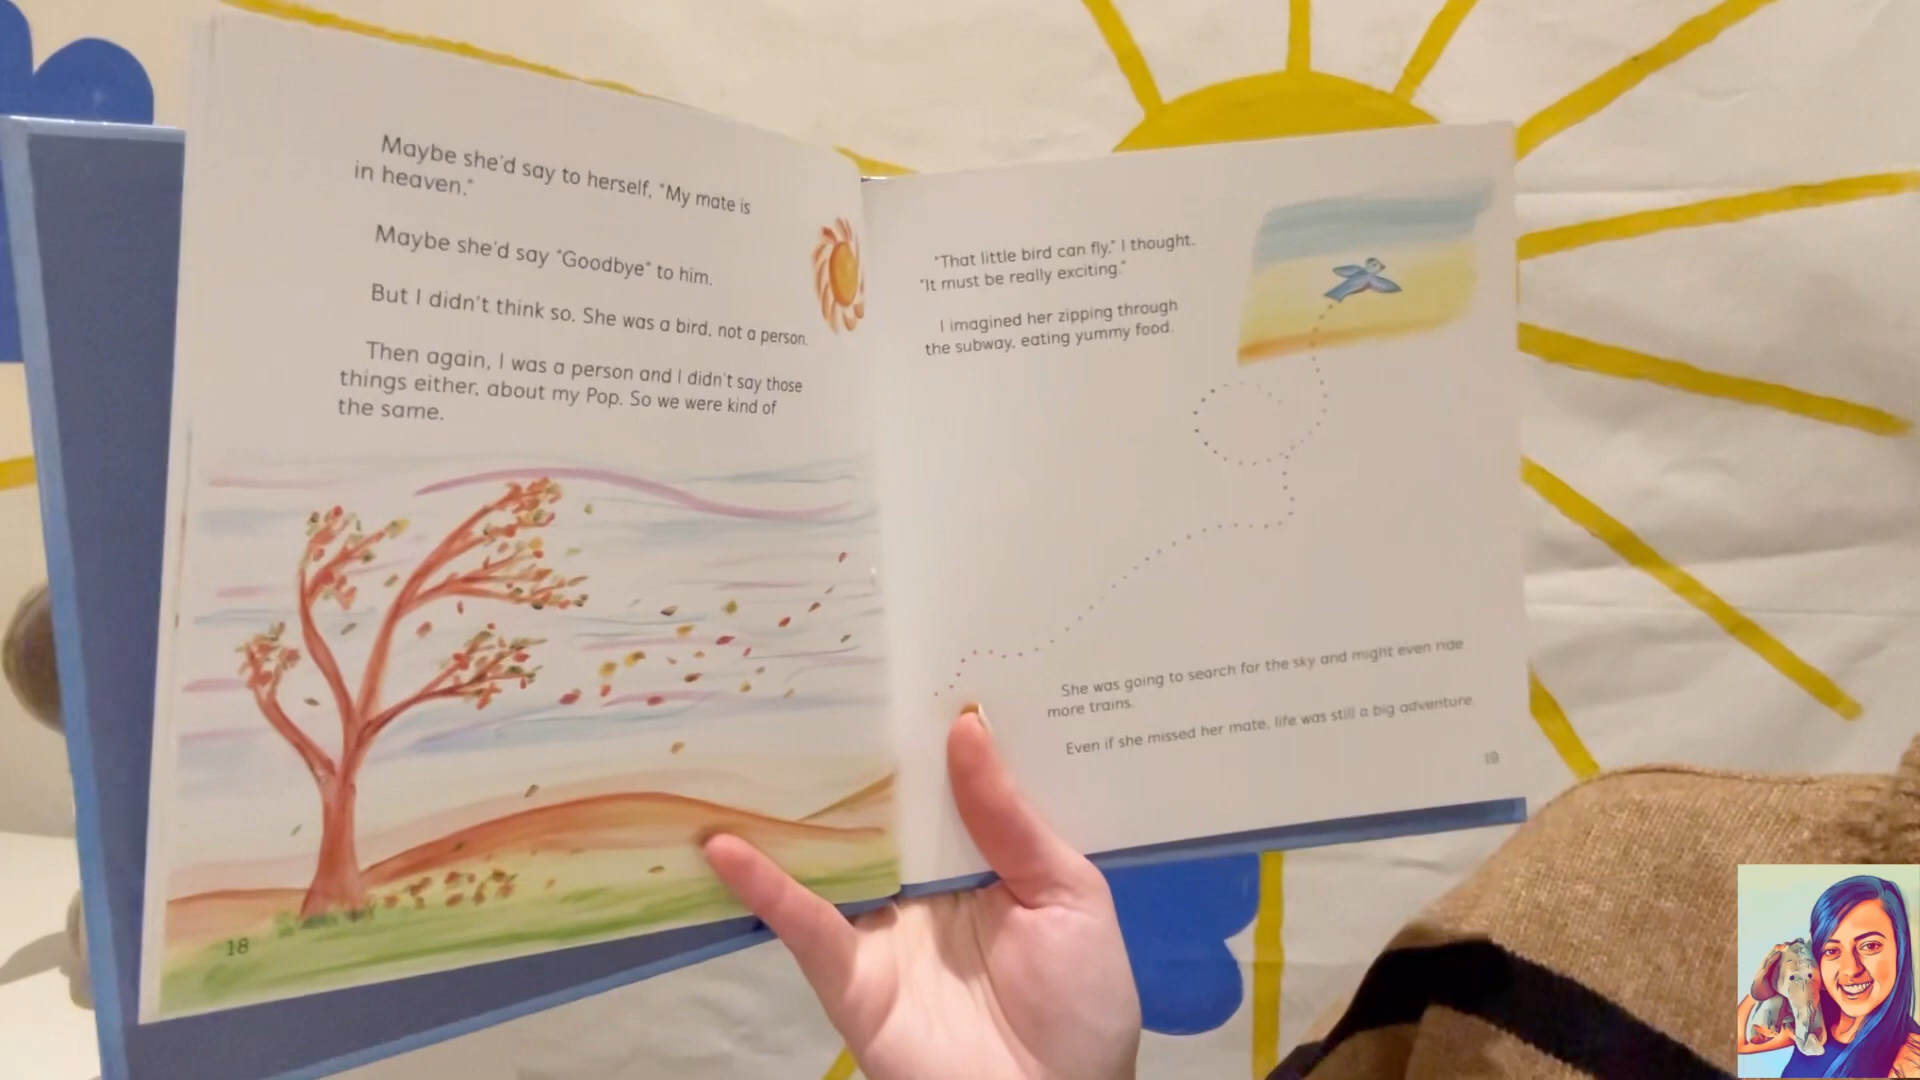 Maybe she'd say to herself, "My mate is
in heaven."
Maybe she'd say "Goodbye" to him.
But I didn't think so. She was a bird, not a person.
Then again, I was a person and I didn't say those
things either, about my Pop. So we were kind of
the same.
18
"That little bird can fly," I thought.
"It must be really exciting."
I imagined her zipping through
the subway, eating yummy food.
She was going to search for the sky and might even ride
more trains.
Even if she missed her mate, life was still a big adventure.
19